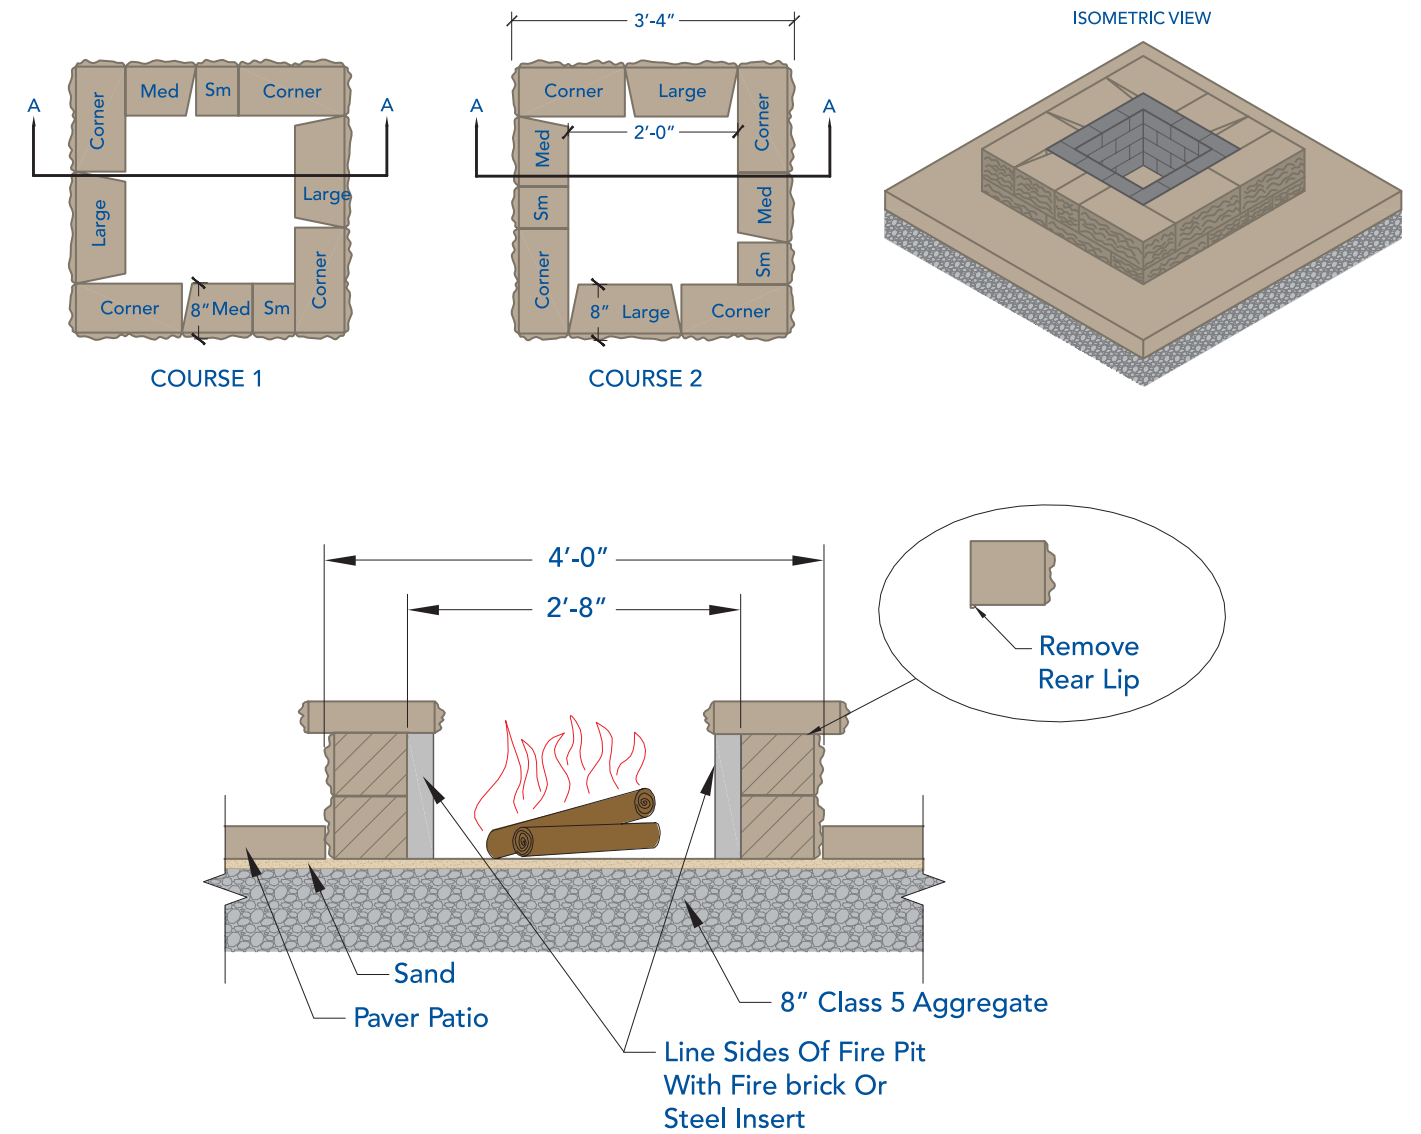 3'-4"
ISOMETRIC VIEW
Corner
Med
Sm
Corner
A
A
Large
Large
Corner
8" Med
Sm
Corner
COURSE 1
Corner
Large
Corner
A
A
2'-0"
Med
Sm
Med
Sm
Corner
8" Large
Corner
COURSE 2
4'-0"
2'-8"
Remove
Rear Lip
Sand
Paver Patio
8" Class 5 Aggregate
Line Sides Of Fire Pit
With Fire brick Or
Steel Insert